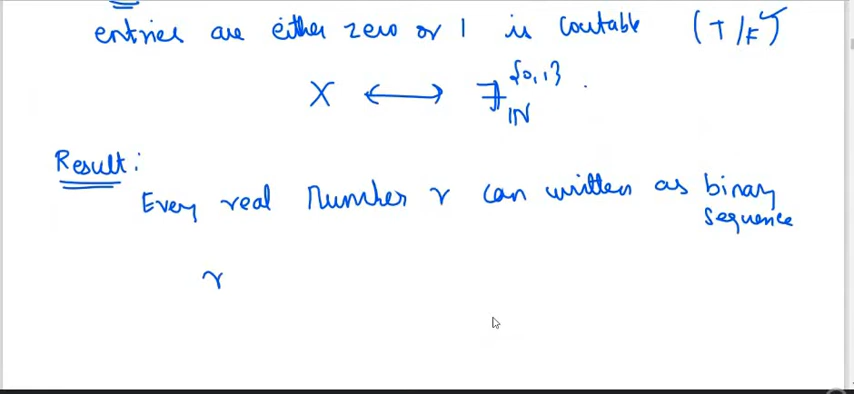 entries are either zero or 1 is coutable (T/F)
X ⟷ ∃ {0,1}
IN
Result:
Every real Number r can written as binary
sequence
r